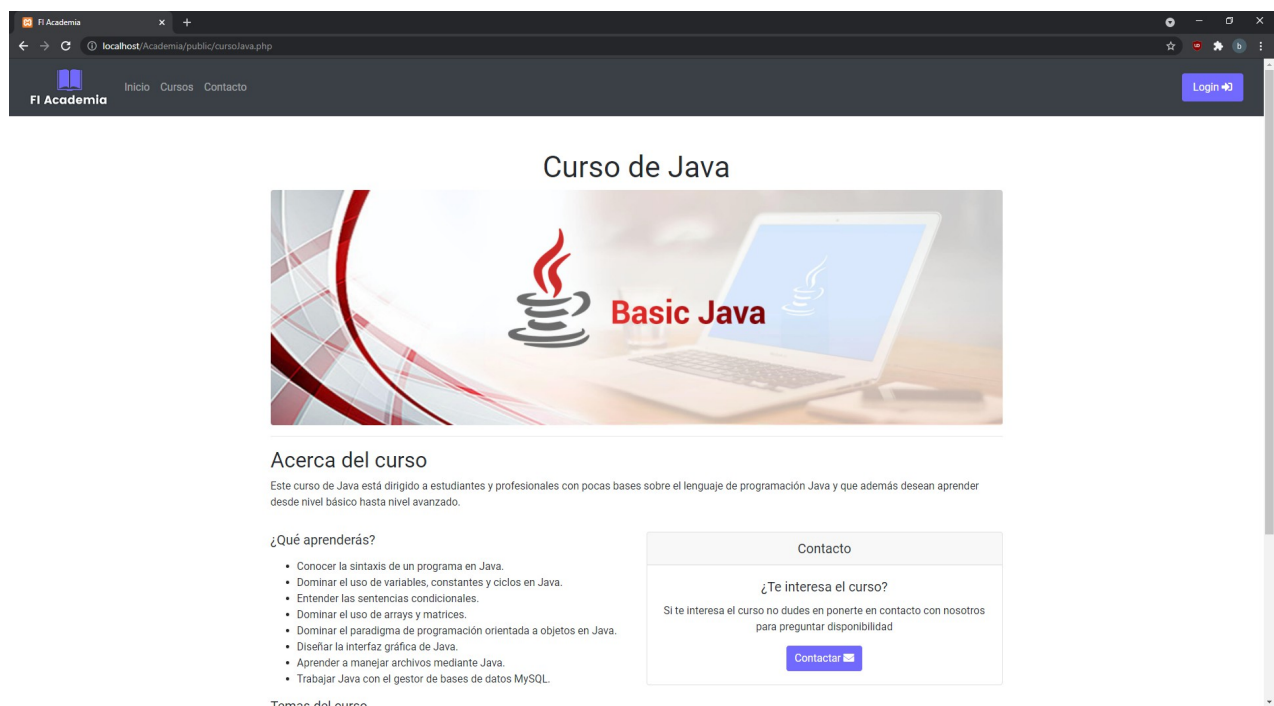 FI Academia
localhost/Academia/public/cursoJava.php
b
FI Academia
Inicio Cursos Contacto
Login
Curso de Java
Basic Java
Acerca del curso
Este curso de Java está dirigido a estudiantes y profesionales con pocas bases sobre el lenguaje de programación Java y que además desean aprender
desde nivel básico hasta nivel avanzado.
¿Qué aprenderás?
Conocer la sintaxis de un programa en Java.
Dominar el uso de variables, constantes y ciclos en Java.
Entender las sentencias condicionales.
Dominar el uso de arrays y matrices.
Dominar el paradigma de programación orientada a objetos en Java.
Diseñar la interfaz gráfica de Java.
Aprender a manejar archivos mediante Java.
Trabajar Java con el gestor de bases de datos MySQL.
Contacto
¿Te interesa el curso?
Si te interesa el curso no dudes en ponerte en contacto con nosotros
para preguntar disponibilidad
Contactar
Temas del curso